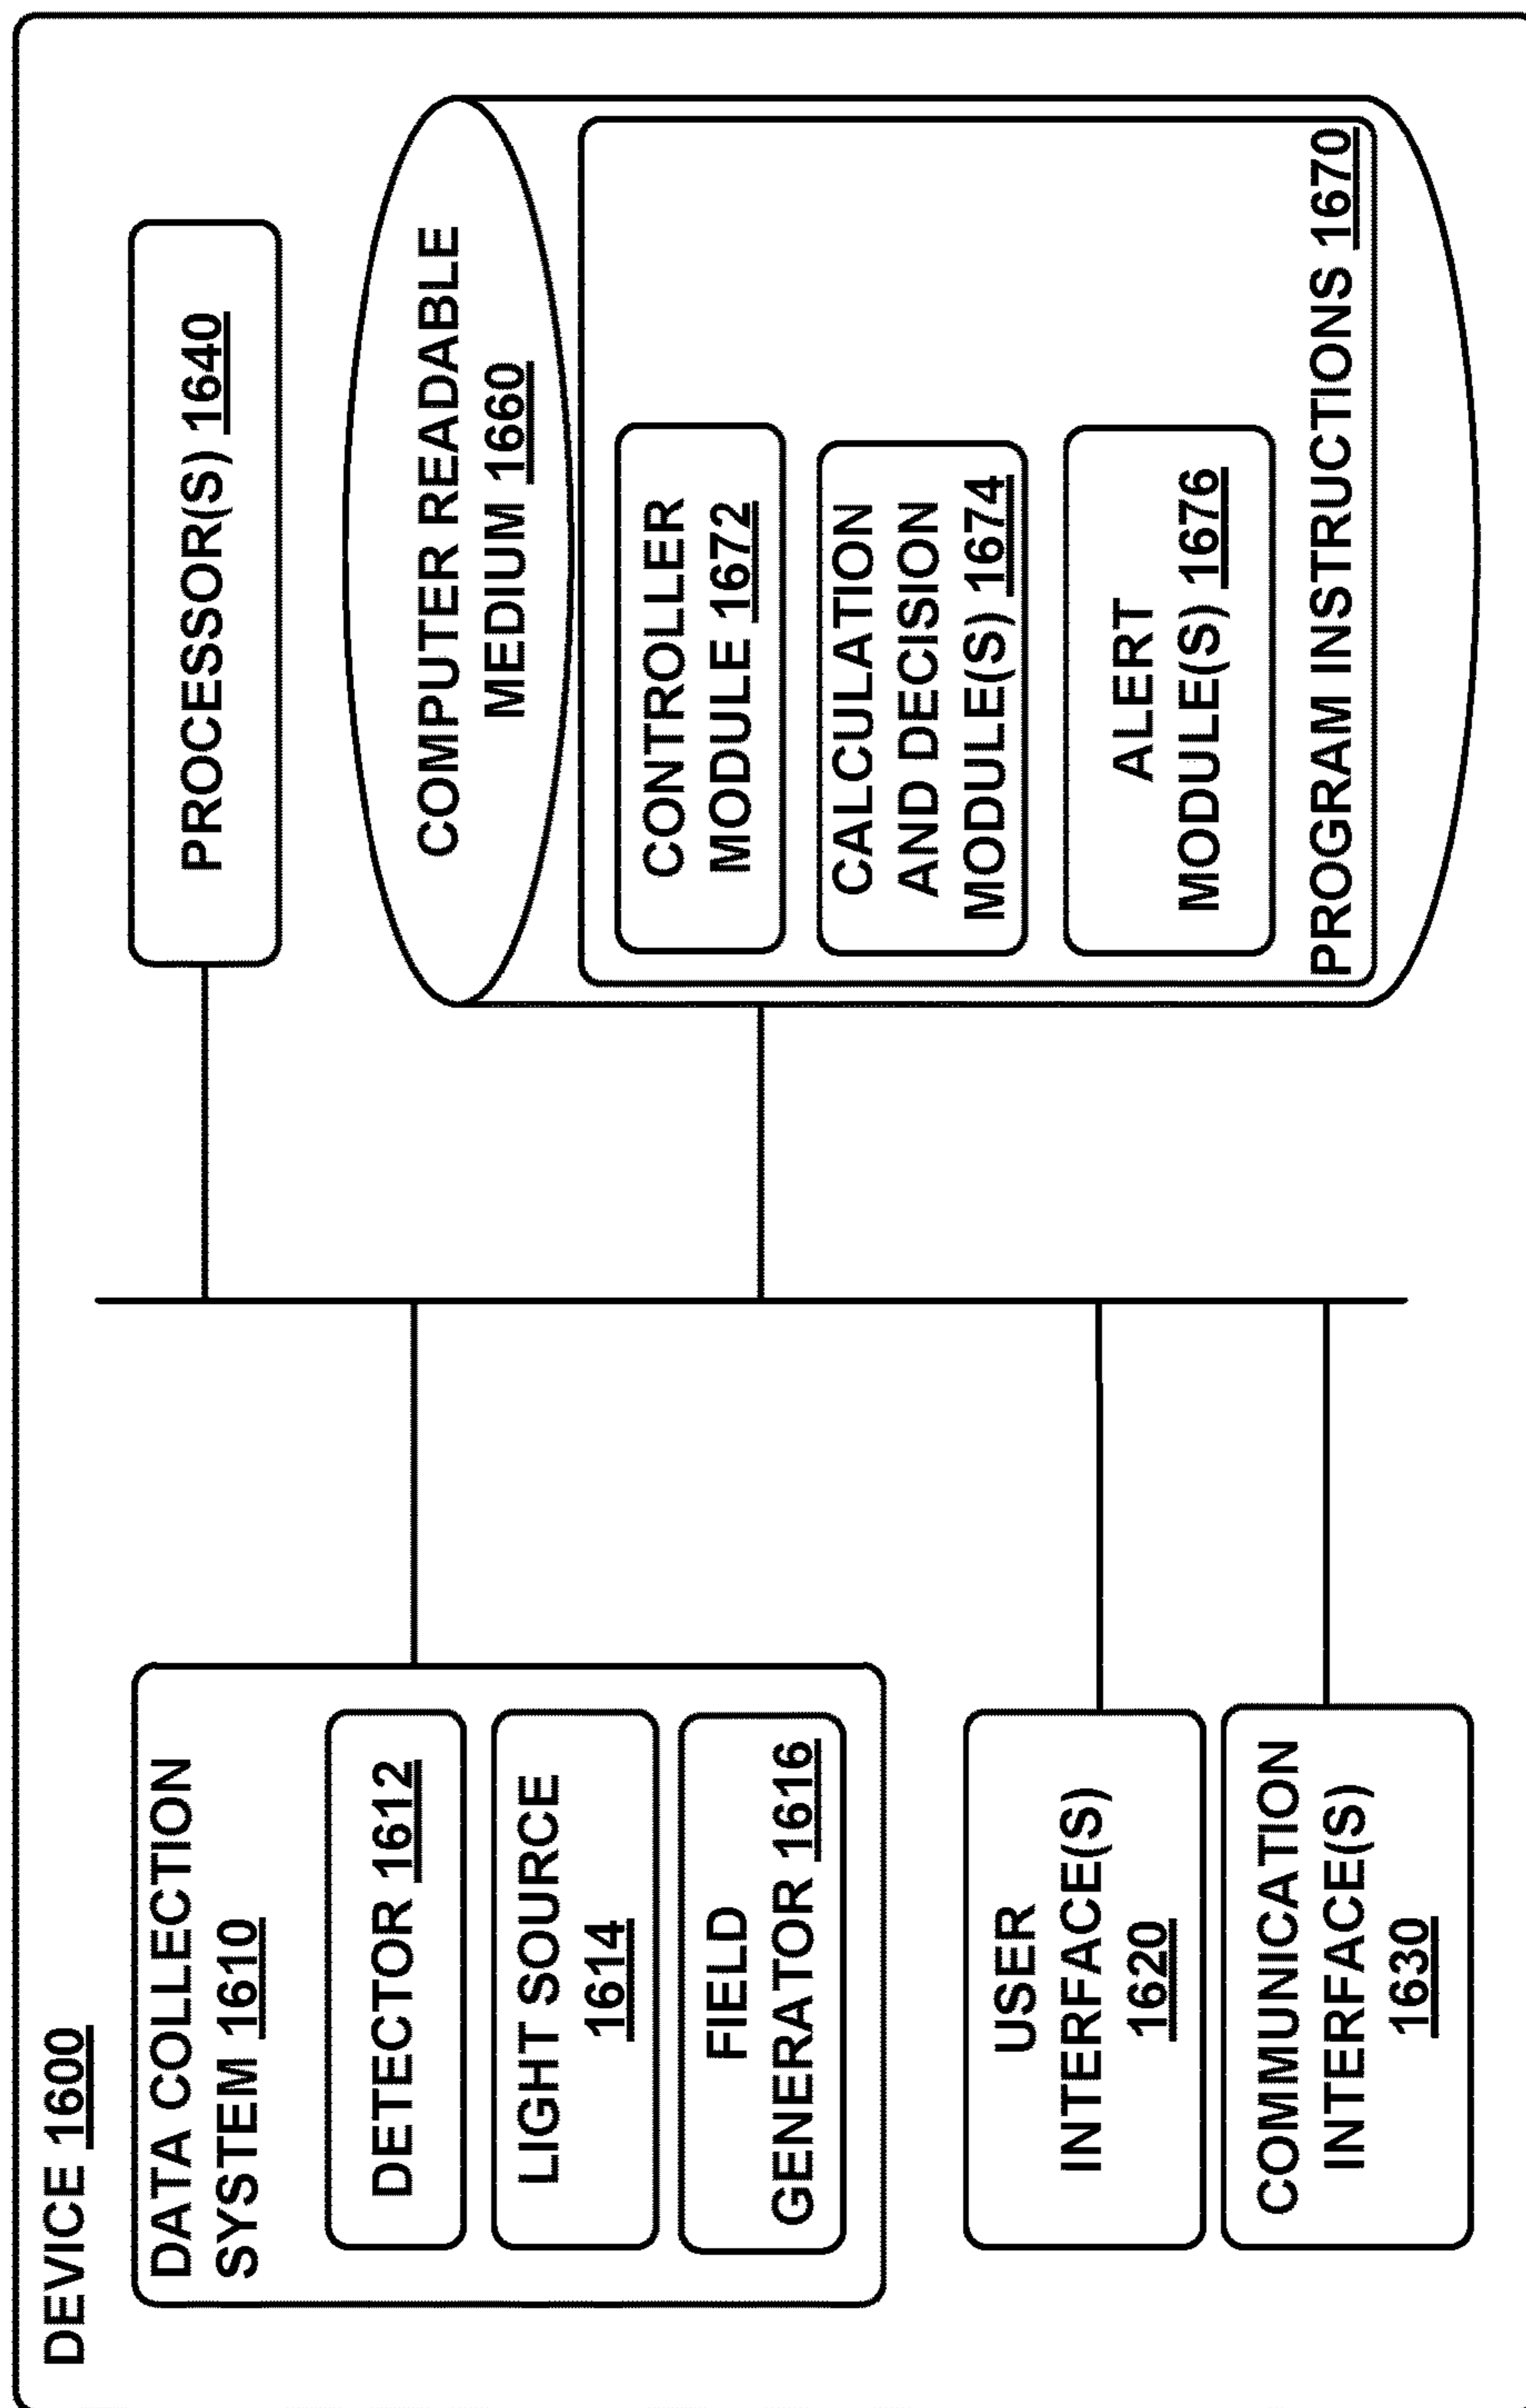 DEVICE 1600
DATA COLLECTION
SYSTEM 1610
DETECTOR 1612
LIGHT SOURCE
1614
FIELD
GENERATOR 1616
USER
INTERFACE(S)
1620
COMMUNICATION
INTERFACE(S)
1630
PROCESSOR(S) 1640
COMPUTER READABLE
MEDIUM 1660
CONTROLLER
MODULE 1672
CALCULATION
AND DECISION
MODULE(S) 1674
ALERT
MODULE(S) 1676
PROGRAM INSTRUCTIONS 1670